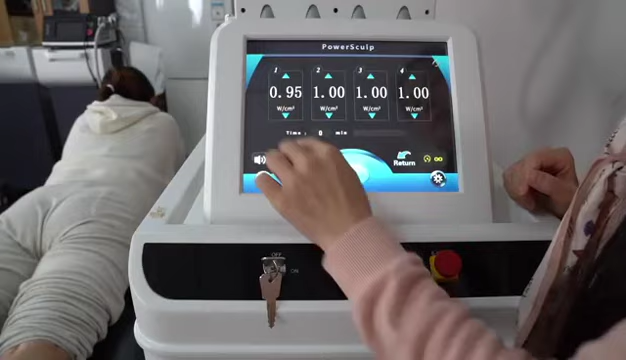 PowerSculp
1 2 3 4
0.95 1.00 1.00 1.00
W/cm² W/cm² W/cm² W/cm²
Time : 0 min
Return
OFF
ON